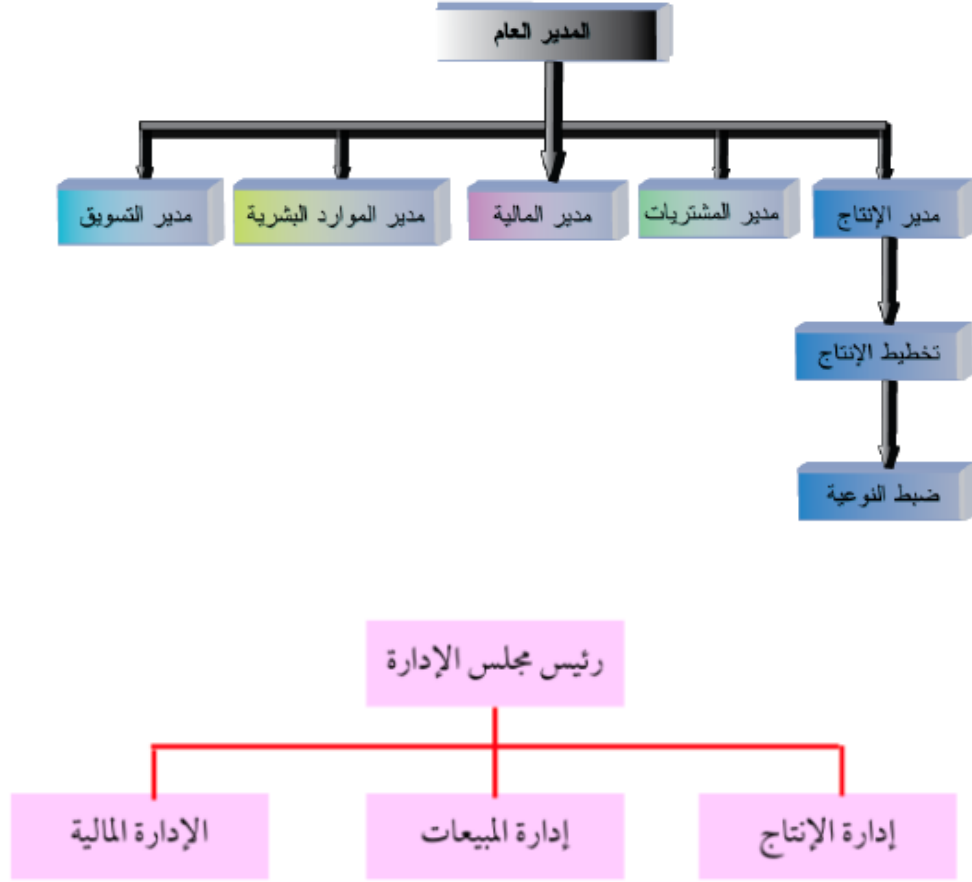 المدير العام
مدير الإنتاج
مدير المشتريات
مدير المالية
مدير الموارد البشرية
مدير التسويق
تخطيط الإنتاج
ضبط النوعية
رئيس مجلس الإدارة
إدارة الإنتاج
إدارة المبيعات
الإدارة المالية